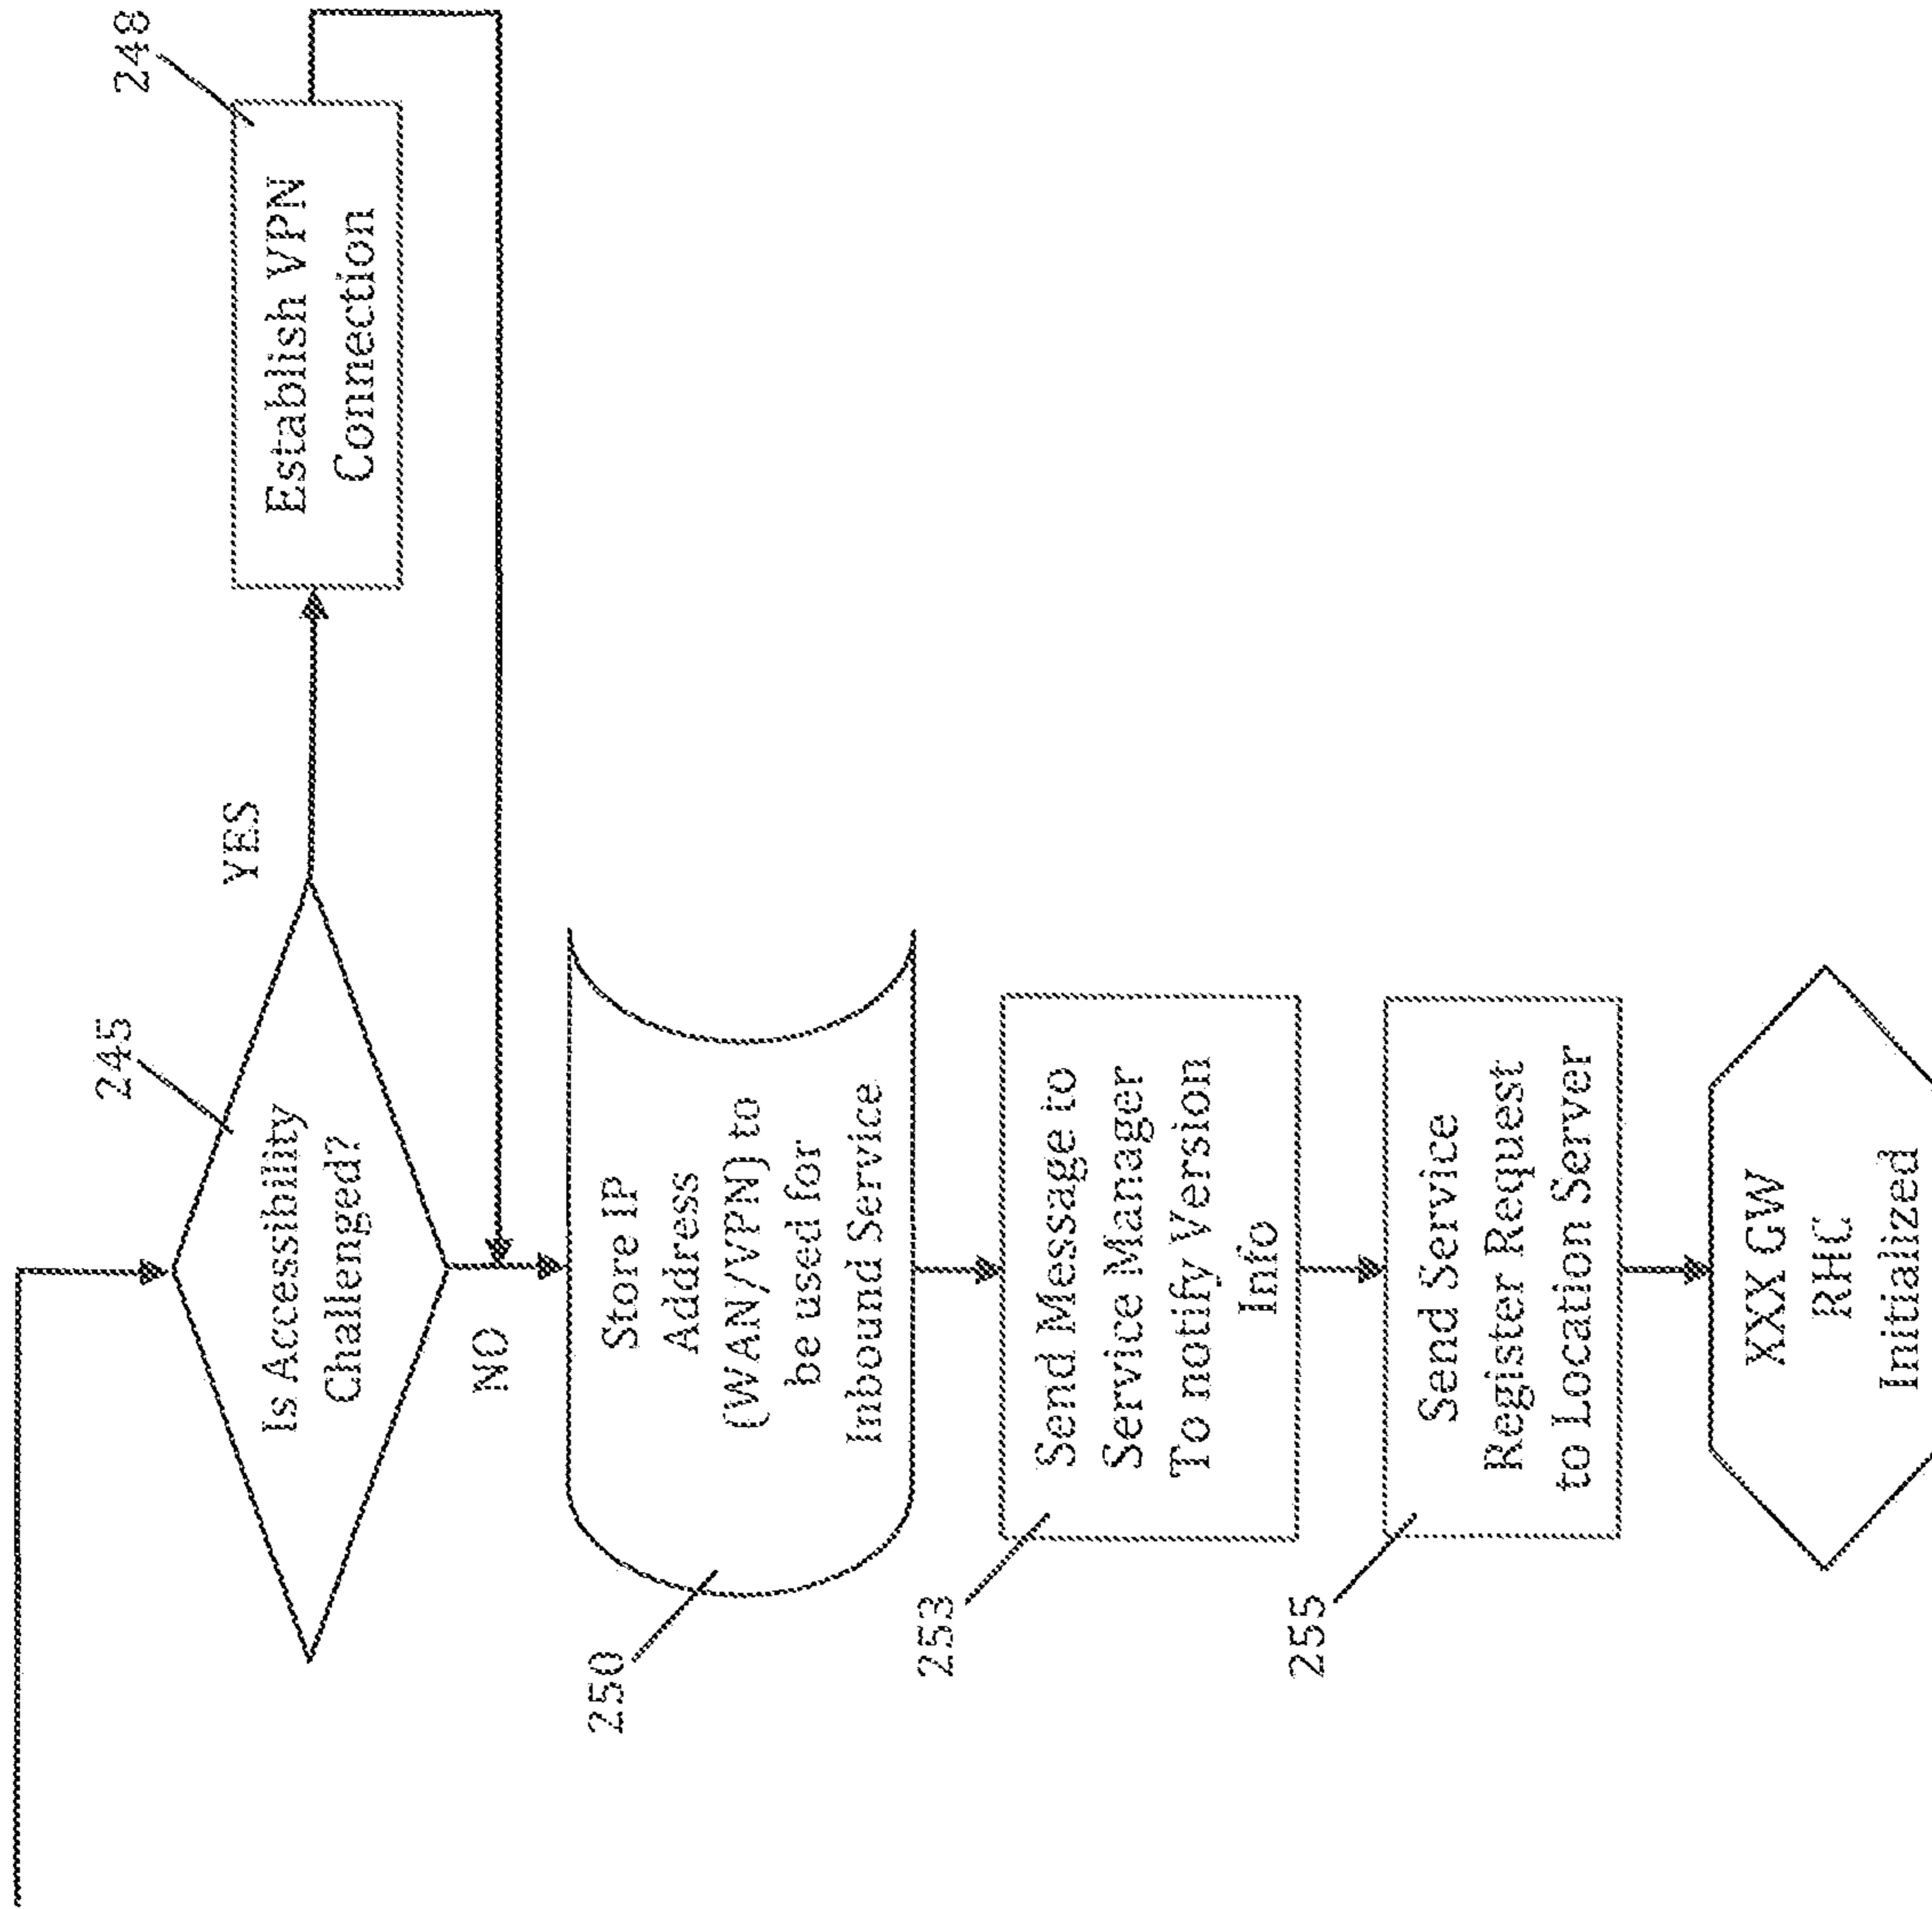 245
Is Accessibility
Challenged?
YES
248
Establish VPN
Connection
NO
250
Store IP
Address
(WAN/VPN) to
be used for
Inbound Service
253
Send Message to
Service Manager
To notify Version
Info
255
Send Service
Register Request
to Location Server
XXX GW
RHC
Initialized